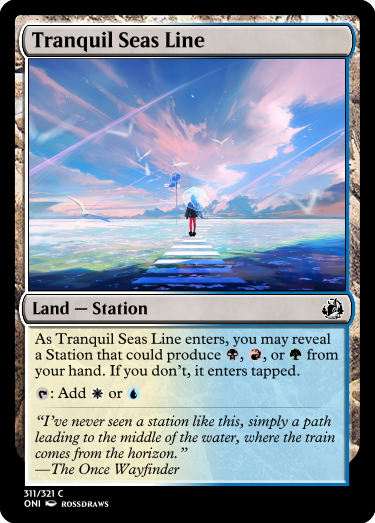 Tranquil Seas Line
Land — Station
As Tranquil Seas Line enters, you may reveal
a Station that could produce , , or from
your hand. If you don't, it enters tapped.
: Add or
“I've never seen a station like this, simply a path
leading to the middle of the water, where the train
comes from the horizon.”
—The Once Wayfinder
311/321 C
ONI ROSSDRAWS